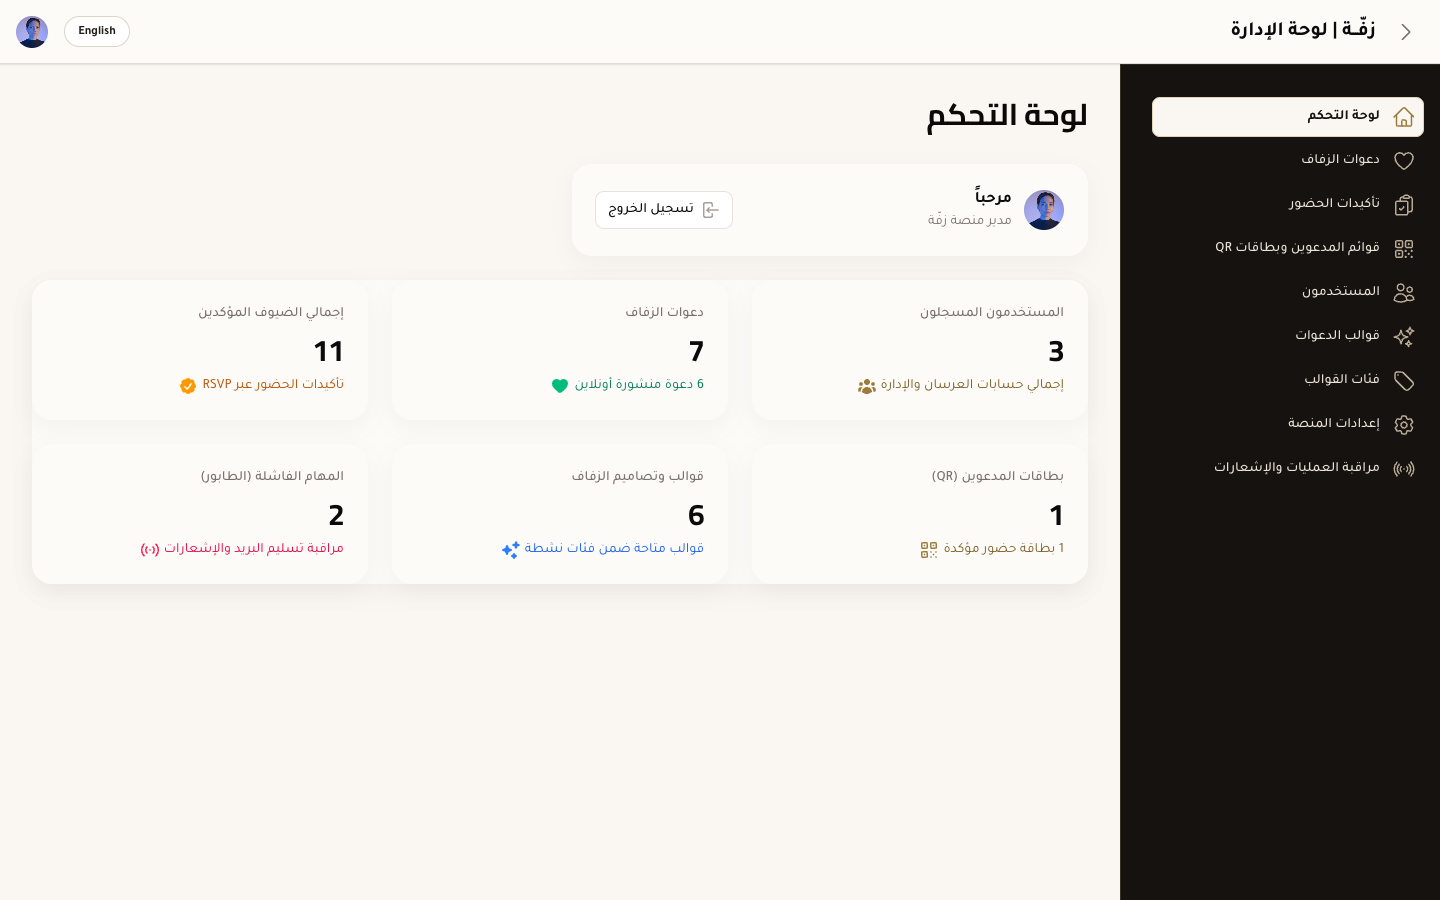 زفّـة | لوحة الإدارة
English
لوحة التحكم
دعوات الزفاف
تأكيدات الحضور
قوائم المدعوين وبطاقات QR
المستخدمون
قوالب الدعوات
فئات القوالب
إعدادات المنصة
مراقبة العمليات والإشعارات
لوحة التحكم
مرحباً
مدير منصة زفّة
تسجيل الخروج
المستخدمون المسجلون
3
إجمالي حسابات العرسان والإدارة
دعوات الزفاف
7
6 دعوة منشورة أونلاين
إجمالي الضيوف المؤكدين
11
تأكيدات الحضور عبر RSVP
بطاقات المدعوين (QR)
1
1 بطاقة حضور مؤكدة
قوالب وتصاميم الزفاف
6
قوالب متاحة ضمن فئات نشطة
المهام الفاشلة (الطابور)
2
مراقبة تسليم البريد والإشعارات